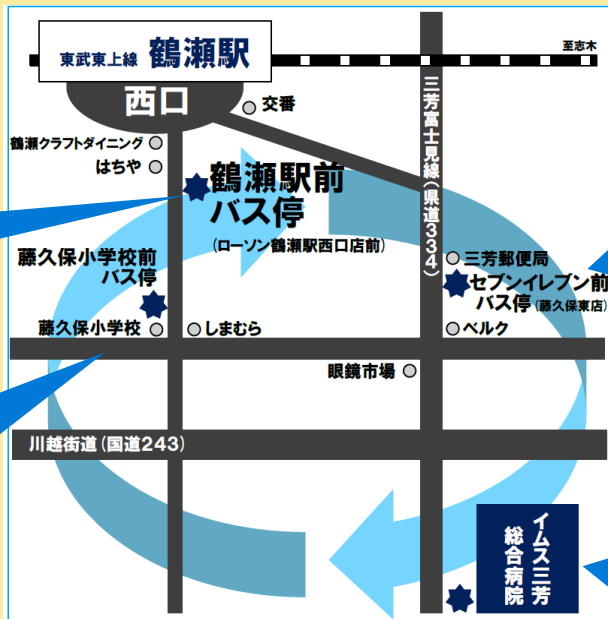 東武東上線 鶴瀬駅
至志木
西口
交番
鶴瀬クラフトダイニング
はちや
鶴瀬駅前
バス停
(ローソン鶴瀬駅西口店前)
三芳富士見線(県道334)
藤久保小学校前
バス停
三芳郵便局
セブンイレブン前
バス停(藤久保東店)
藤久保小学校
しまむら
ベルク
眼鏡市場
川越街道(国道243)
イムス三芳
総合病院